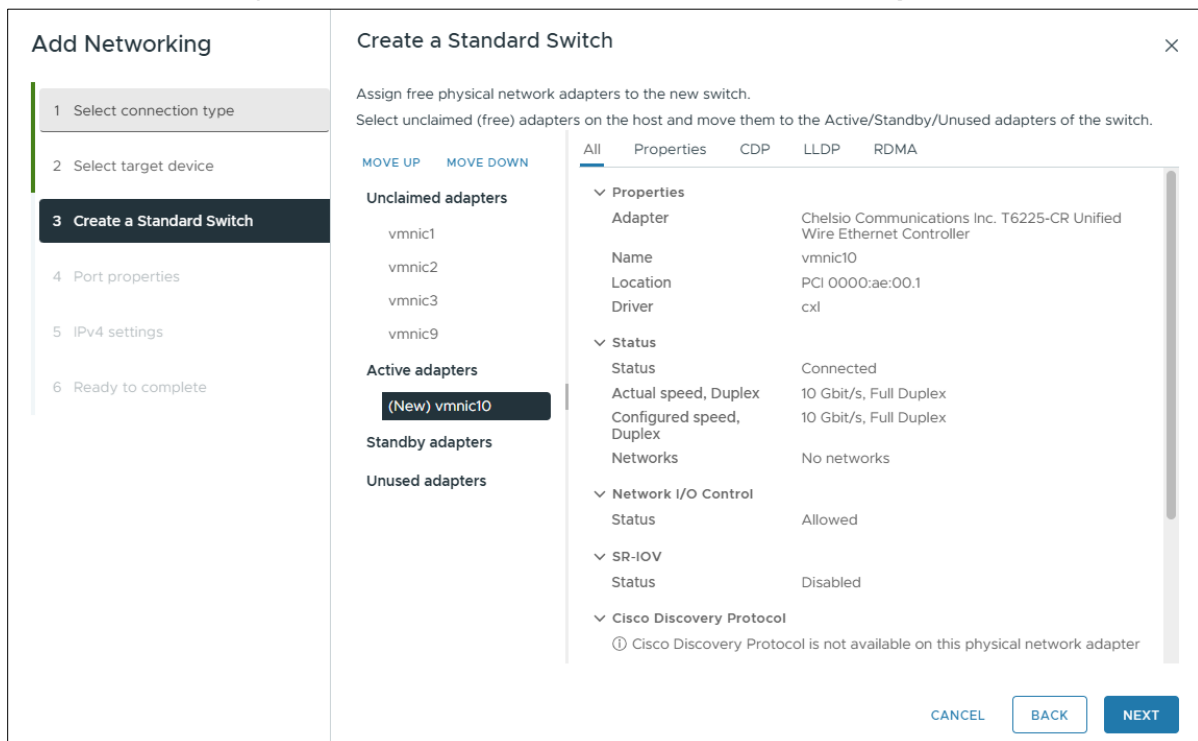 Add Networking
1 Select connection type
2 Select target device
3 Create a Standard Switch
4 Port properties
5 IPv4 settings
6 Ready to complete
Create a Standard Switch
Assign free physical network adapters to the new switch.
Select unclaimed (free) adapters on the host and move them to the Active/Standby/Unused adapters of the switch.
MOVE UP MOVE DOWN
Unclaimed adapters
vmnic1
vmnic2
vmnic3
vmnic9
Active adapters
(New) vmnic10
Standby adapters
Unused adapters
All Properties CDP LLDP RDMA
Properties
Adapter Chelsio Communications Inc. T6225-CR Unified
Wire Ethernet Controller
Name vmnic10
Location PCI 0000:ae:00.1
Driver cxl
Status
Status Connected
Actual speed, Duplex 10 Gbit/s, Full Duplex
Configured speed, 10 Gbit/s, Full Duplex
Duplex
Networks No networks
Network I/O Control
Status Allowed
SR-IOV
Status Disabled
Cisco Discovery Protocol
Cisco Discovery Protocol is not available on this physical network adapter
CANCEL BACK NEXT